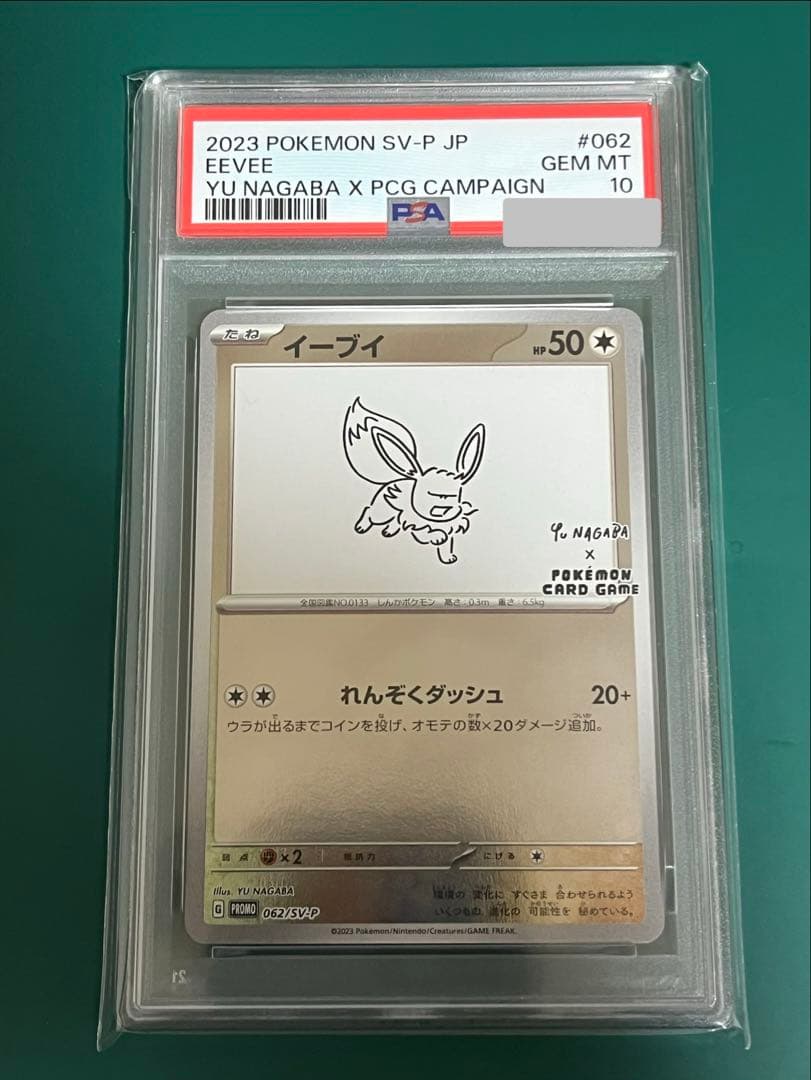 2023 POKEMON SV-P JP #062
EEVEE GEM MT
YU NAGABA X PCG CAMPAIGN 10
PSA
たね イーブイ HP 50
YU NAGABA
X
POKÉMON
CARD GAME
全国図鑑NO.0133 しんかポケモン 高さ:0.3m 重さ:6.5kg
れんぞくダッシュ 20+
ウラが出るまでコインを投げ、オモテの数×20ダメージ追加。
弱点 ×2 抵抗力 にげる
Illus. YU NAGABA
環境の 変化に すぐさま 合わせられるよう
いくつもの 進化の 可能性を 秘めている。
G PROMO 062/SV-P
©2023 Pokémon/Nintendo/Creatures/GAME FREAK.
21